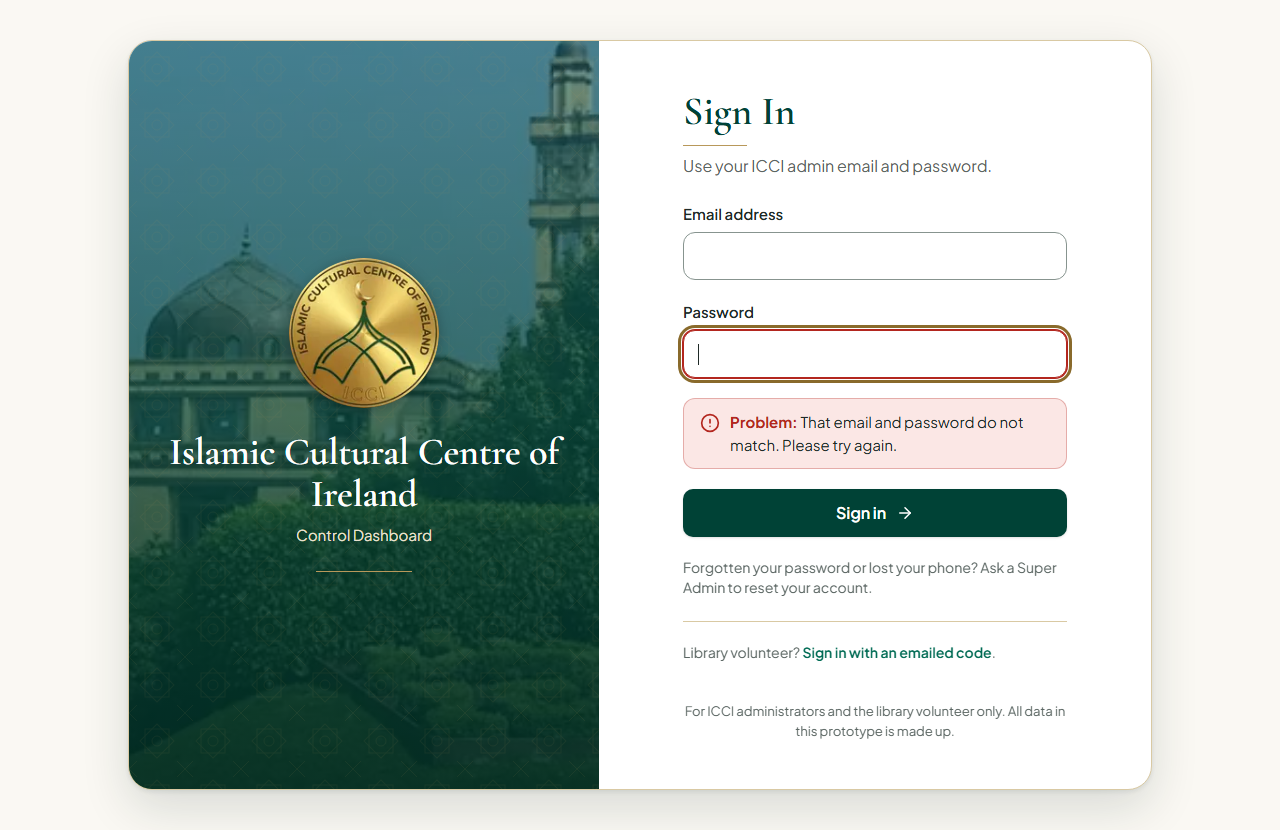 ISLAMIC CULTURAL CENTRE OF IRELAND
ICCI
Islamic Cultural Centre of
Ireland
Control Dashboard
Sign In
Use your ICCI admin email and password.
Email address
Password
Problem: That email and password do not
match. Please try again.
Sign in →
Forgotten your password or lost your phone? Ask a Super
Admin to reset your account.
Library volunteer? Sign in with an emailed code.
For ICCI administrators and the library volunteer only. All data in
this prototype is made up.